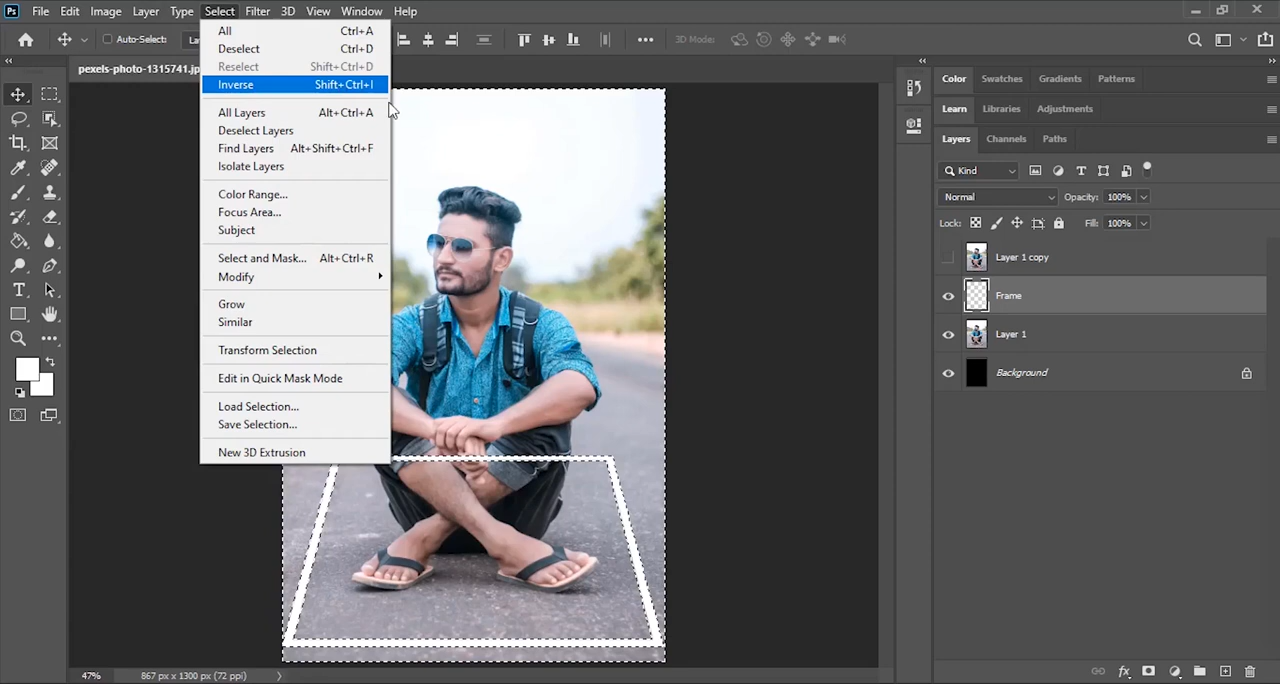 Ps File Edit Image Layer Type Select Filter 3D View Window Help
Auto-Select: 3D Mode:
pexels-photo-1315741.jp
All Ctrl+A
Deselect Ctrl+D
Reselect Shift+Ctrl+D
Inverse Shift+Ctrl+I
All Layers Alt+Ctrl+A
Deselect Layers
Find Layers Alt+Shift+Ctrl+F
Isolate Layers
Color Range...
Focus Area...
Subject
Select and Mask... Alt+Ctrl+R
Modify
Grow
Similar
Transform Selection
Edit in Quick Mask Mode
Load Selection...
Save Selection...
New 3D Extrusion
Color Swatches Gradients Patterns
Learn Libraries Adjustments
Layers Channels Paths
Kind
Normal Opacity: 100%
Lock: Fill: 100%
Layer 1 copy
Frame
Layer 1
Background
47% 867 px x 1300 px (72 ppi)